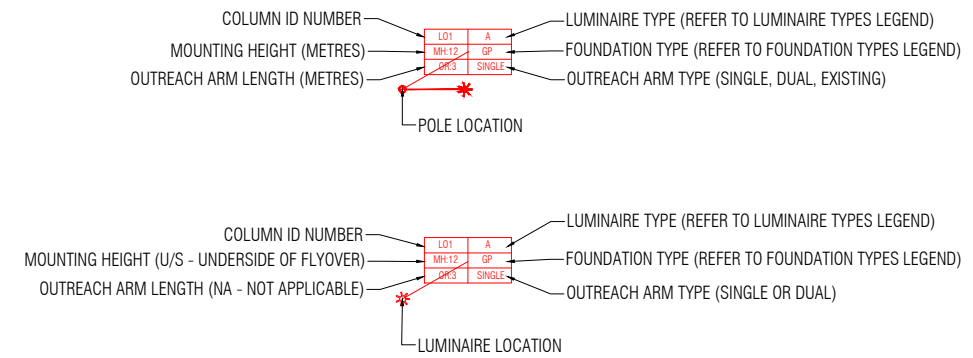 COLUMN ID NUMBER
LUMINAIRE TYPE (REFER TO LUMINAIRE TYPES LEGEND)
L01 A
MOUNTING HEIGHT (METRES)
MH:12 GP
FOUNDATION TYPE (REFER TO FOUNDATION TYPES LEGEND)
OUTREACH ARM LENGTH (METRES)
OR:3 SINGLE
OUTREACH ARM TYPE (SINGLE, DUAL, EXISTING)
POLE LOCATION
COLUMN ID NUMBER
LUMINAIRE TYPE (REFER TO LUMINAIRE TYPES LEGEND)
L01 A
MOUNTING HEIGHT (U/S - UNDERSIDE OF FLYOVER)
MH:12 GP
FOUNDATION TYPE (REFER TO FOUNDATION TYPES LEGEND)
OUTREACH ARM LENGTH (NA - NOT APPLICABLE)
OR:3 SINGLE
OUTREACH ARM TYPE (SINGLE OR DUAL)
LUMINAIRE LOCATION